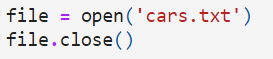 file = open('cars.txt')
file.close()